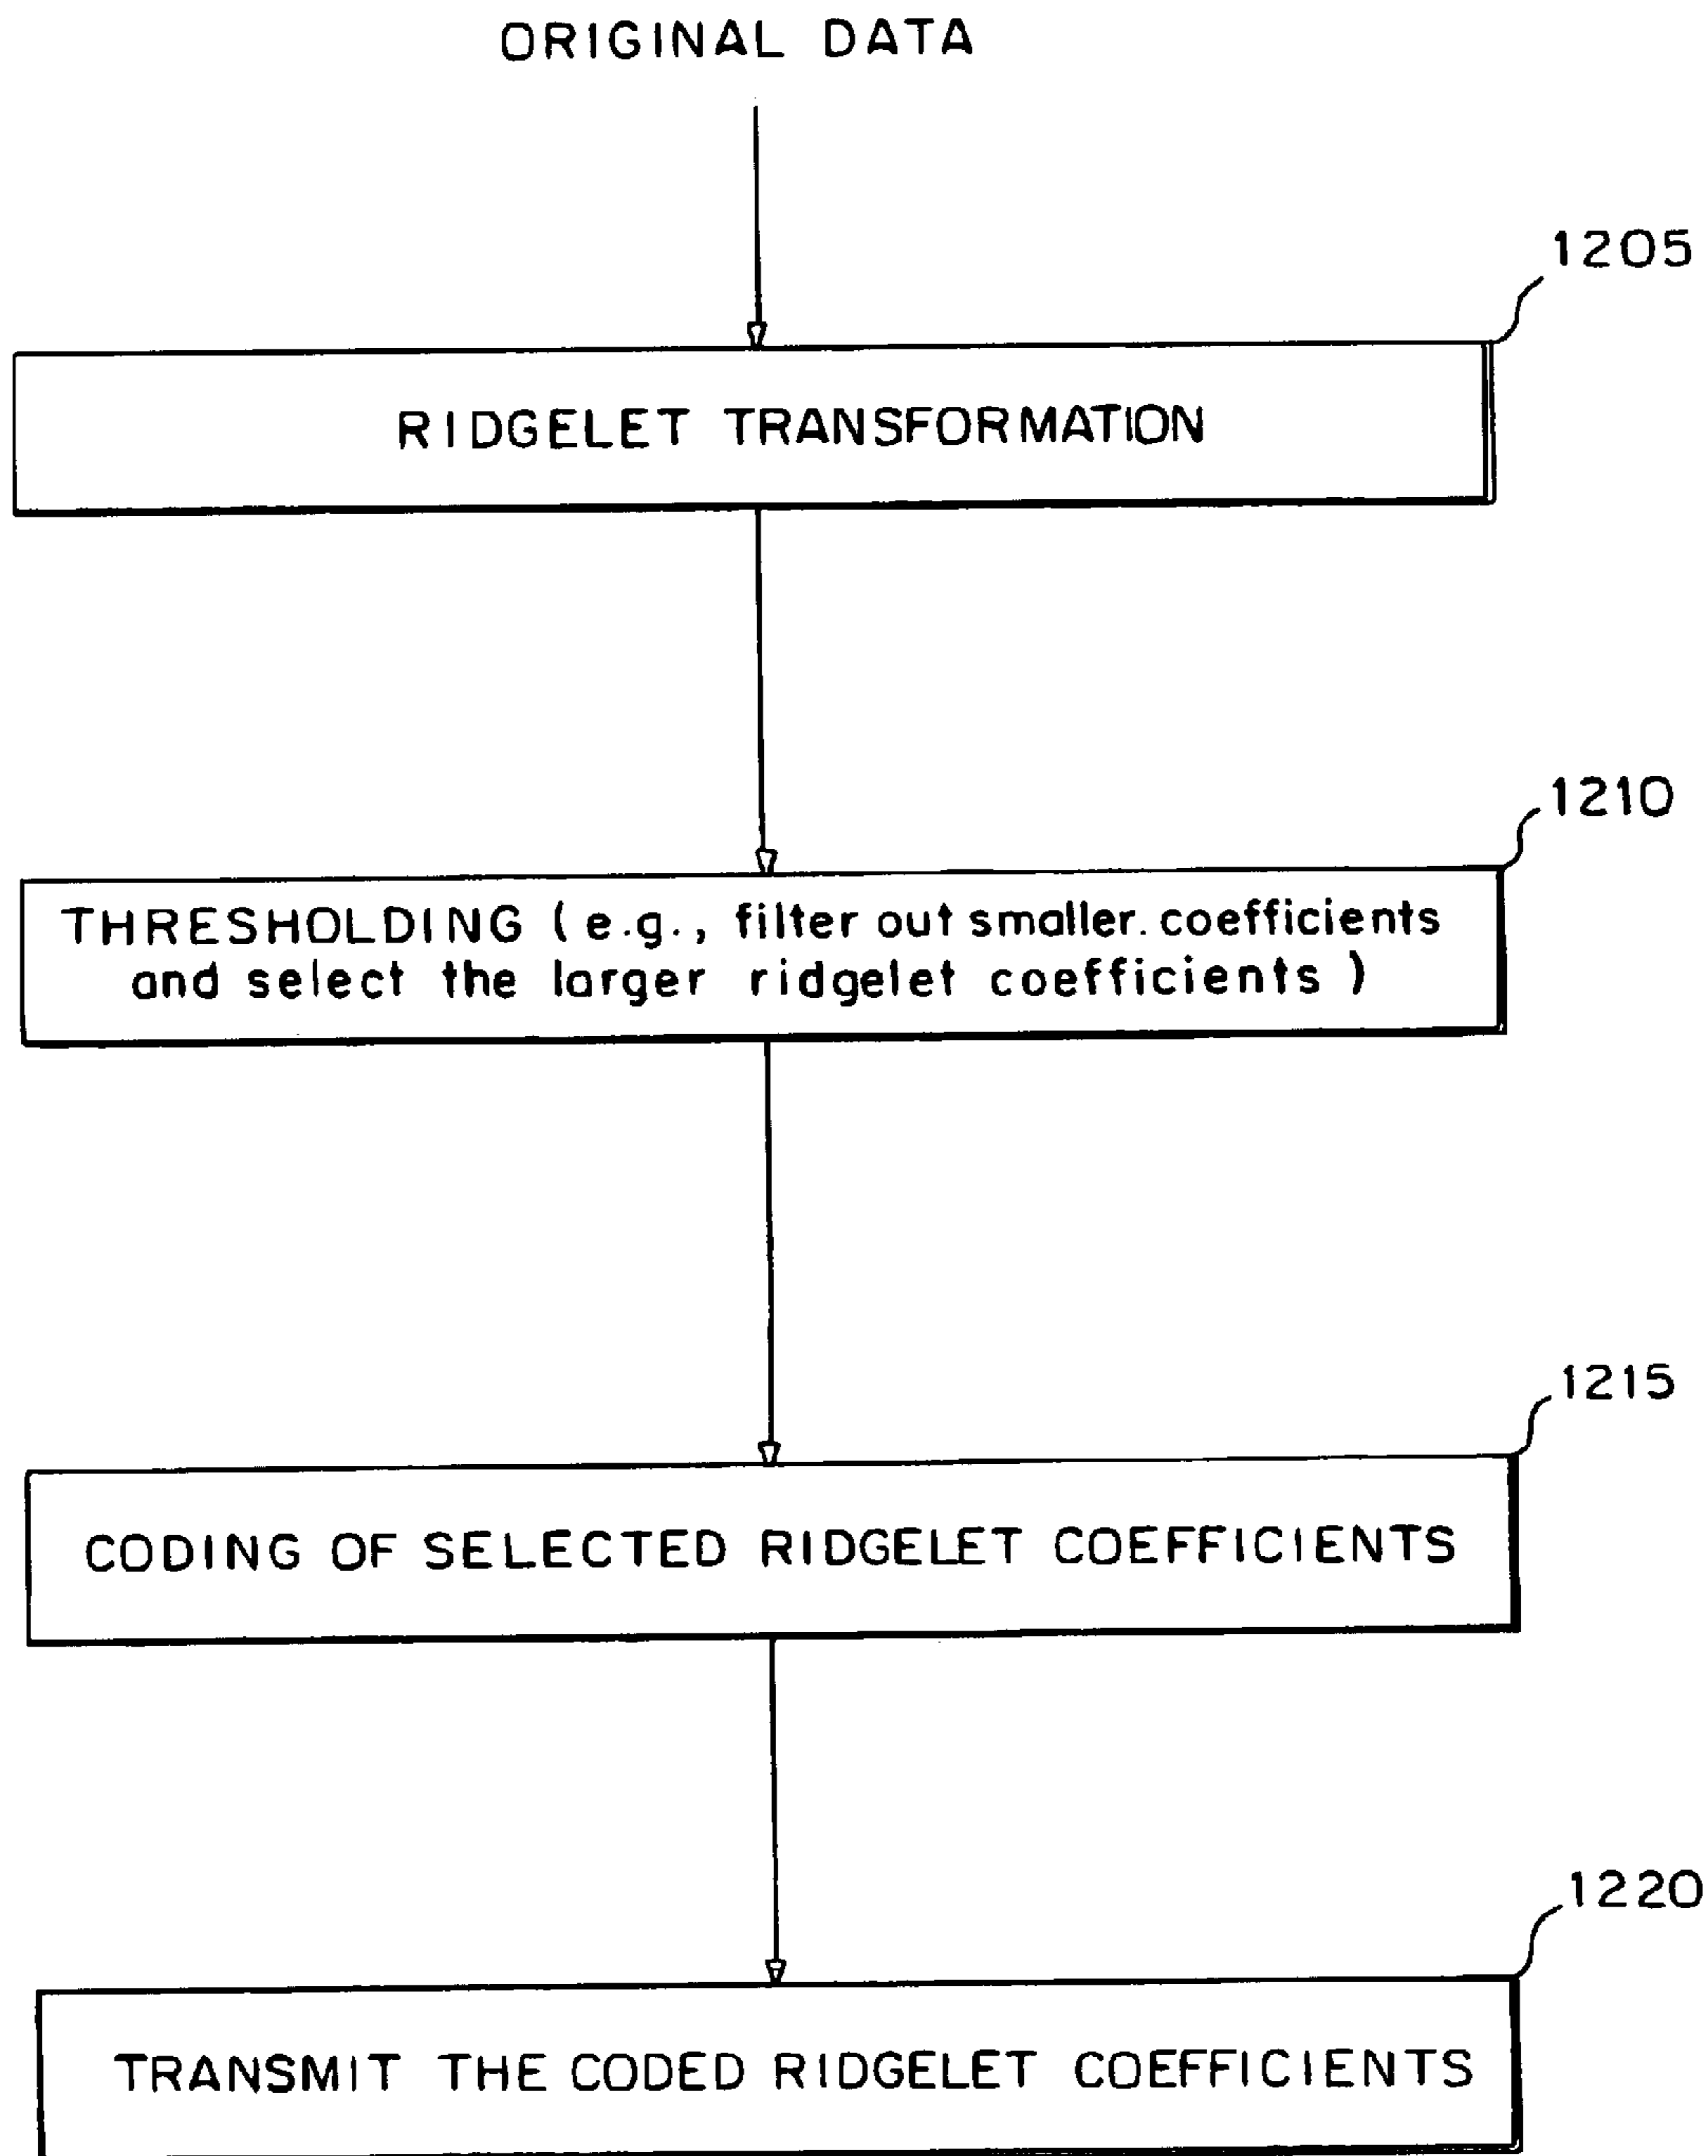 ORIGINAL DATA
1205
RIDGELET TRANSFORMATION
1210
THRESHOLDING (e.g., filter out smaller. coefficients
and select the larger ridgelet coefficients)
1215
CODING OF SELECTED RIDGELET COEFFICIENTS
1220
TRANSMIT THE CODED RIDGELET COEFFICIENTS